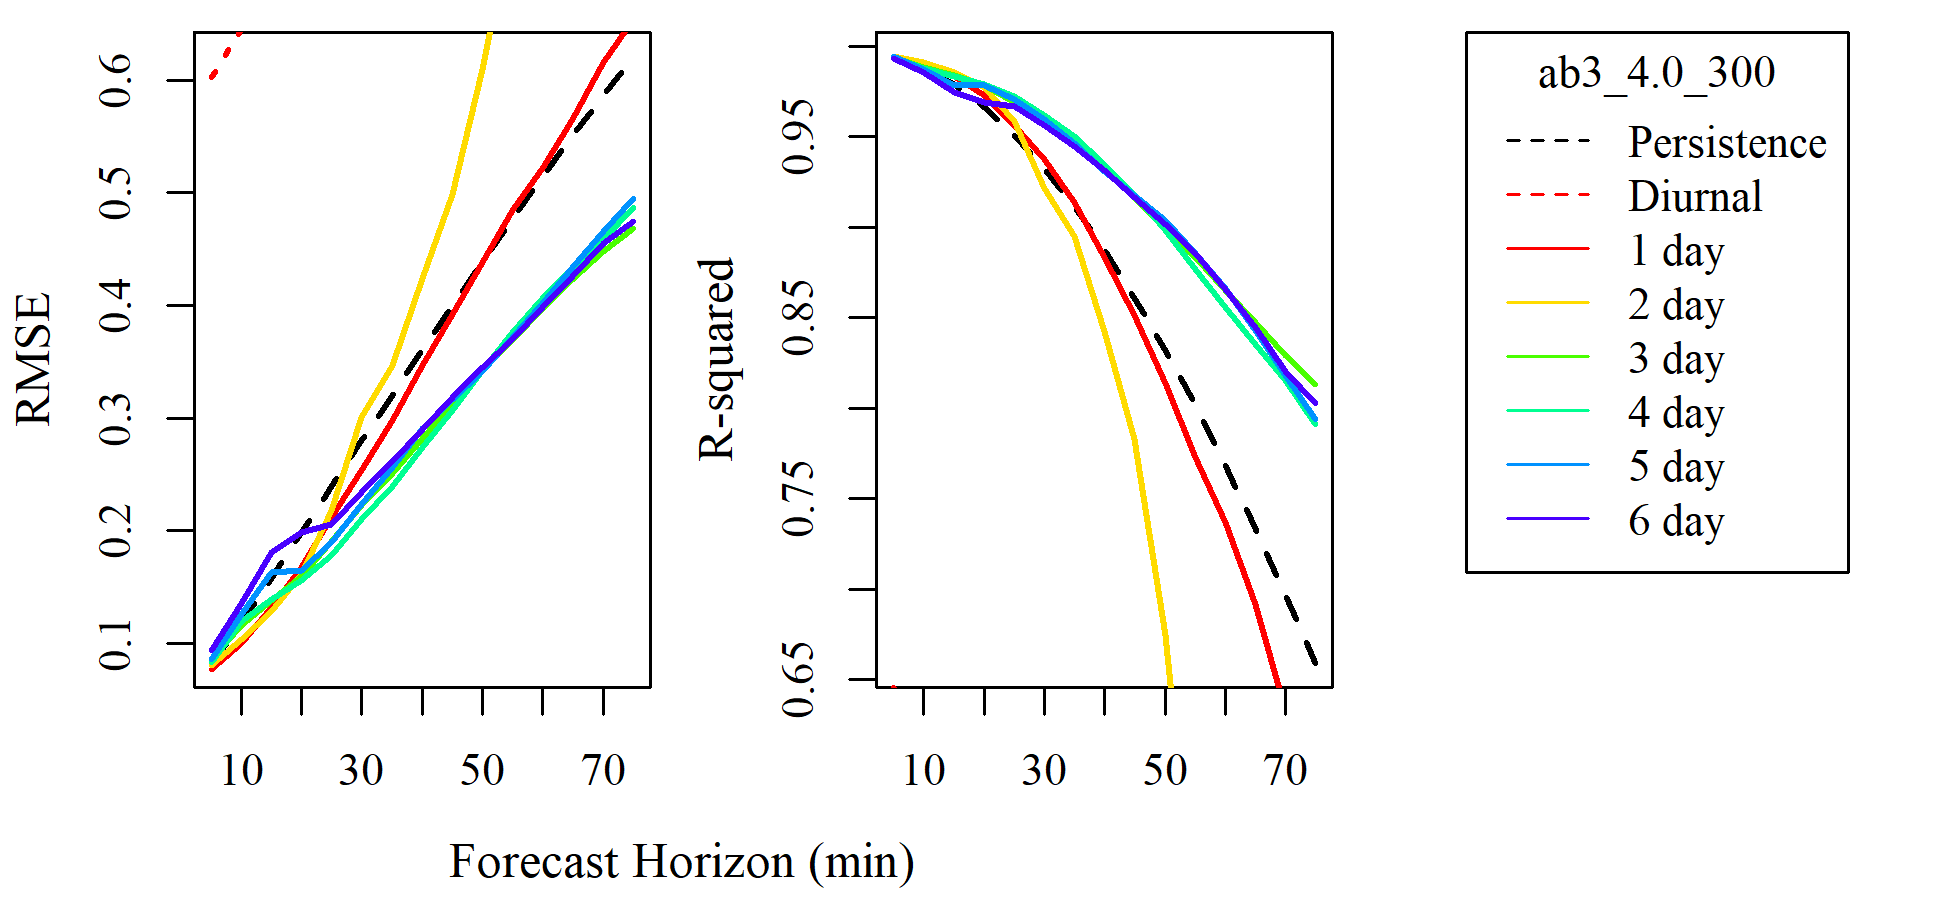 RMSE
0.6
0.5
0.4
0.3
0.2
0.1
10 30 50 70
R-squared
0.95
0.85
0.75
0.65
10 30 50 70
Forecast Horizon (min)
ab3_4.0_300
Persistence
Diurnal
1 day
2 day
3 day
4 day
5 day
6 day